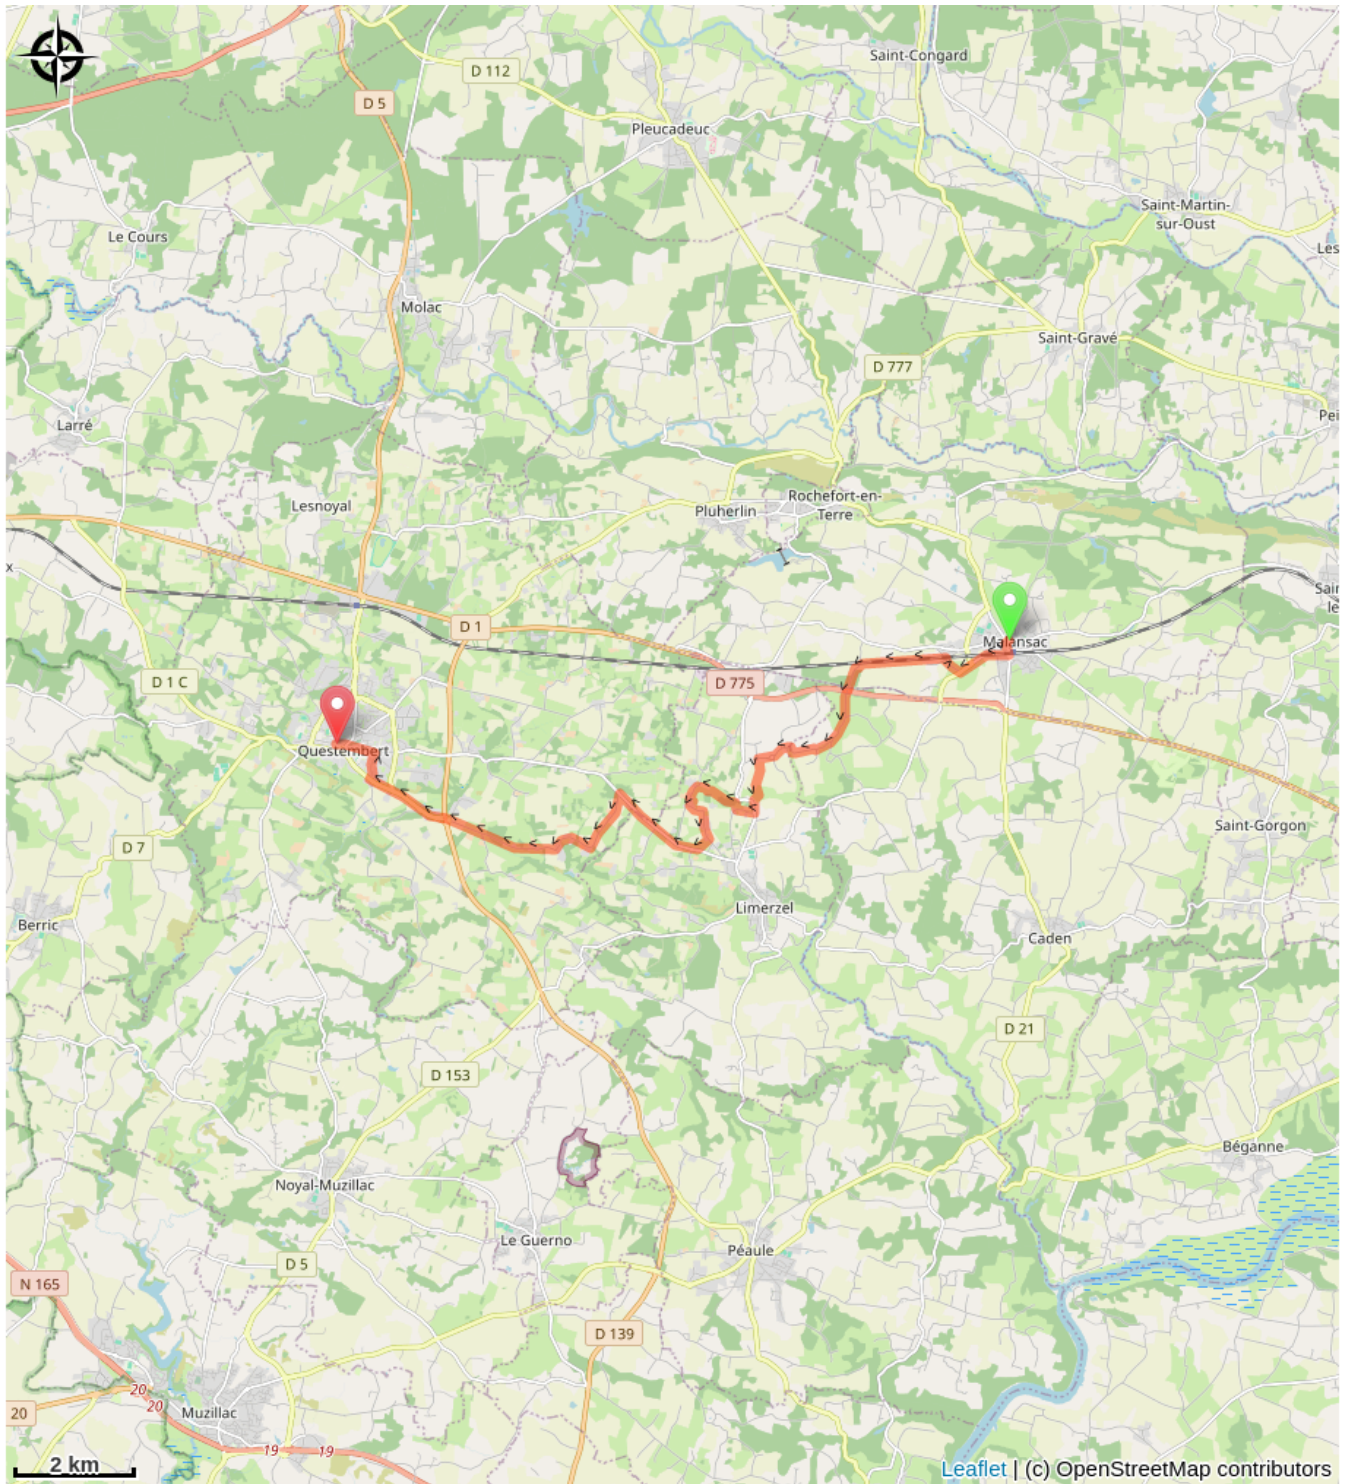 Saint-Congard
D 112
D 5
Pleucadeuc
Saint-Martin-
sur-Oust
Le Cours
Les
Molac
Saint-Gravé
D 777
Larré
Pei
Lesnoyal
Rochefort-en-
Terre
Pluherlin
x
Sain
le
D 1
Malansac
D 1 C
D 775
Questembert
Saint-Gorgon
D 7
Limerzel
Berric
Caden
D 21
D 153
Béganne
Noyal-Muzillac
Le Guerno
Péaule
D 5
N 165
D 139
20
20
20
Muzillac
19
19
2 km
Leaflet | (c) OpenStreetMap contributors